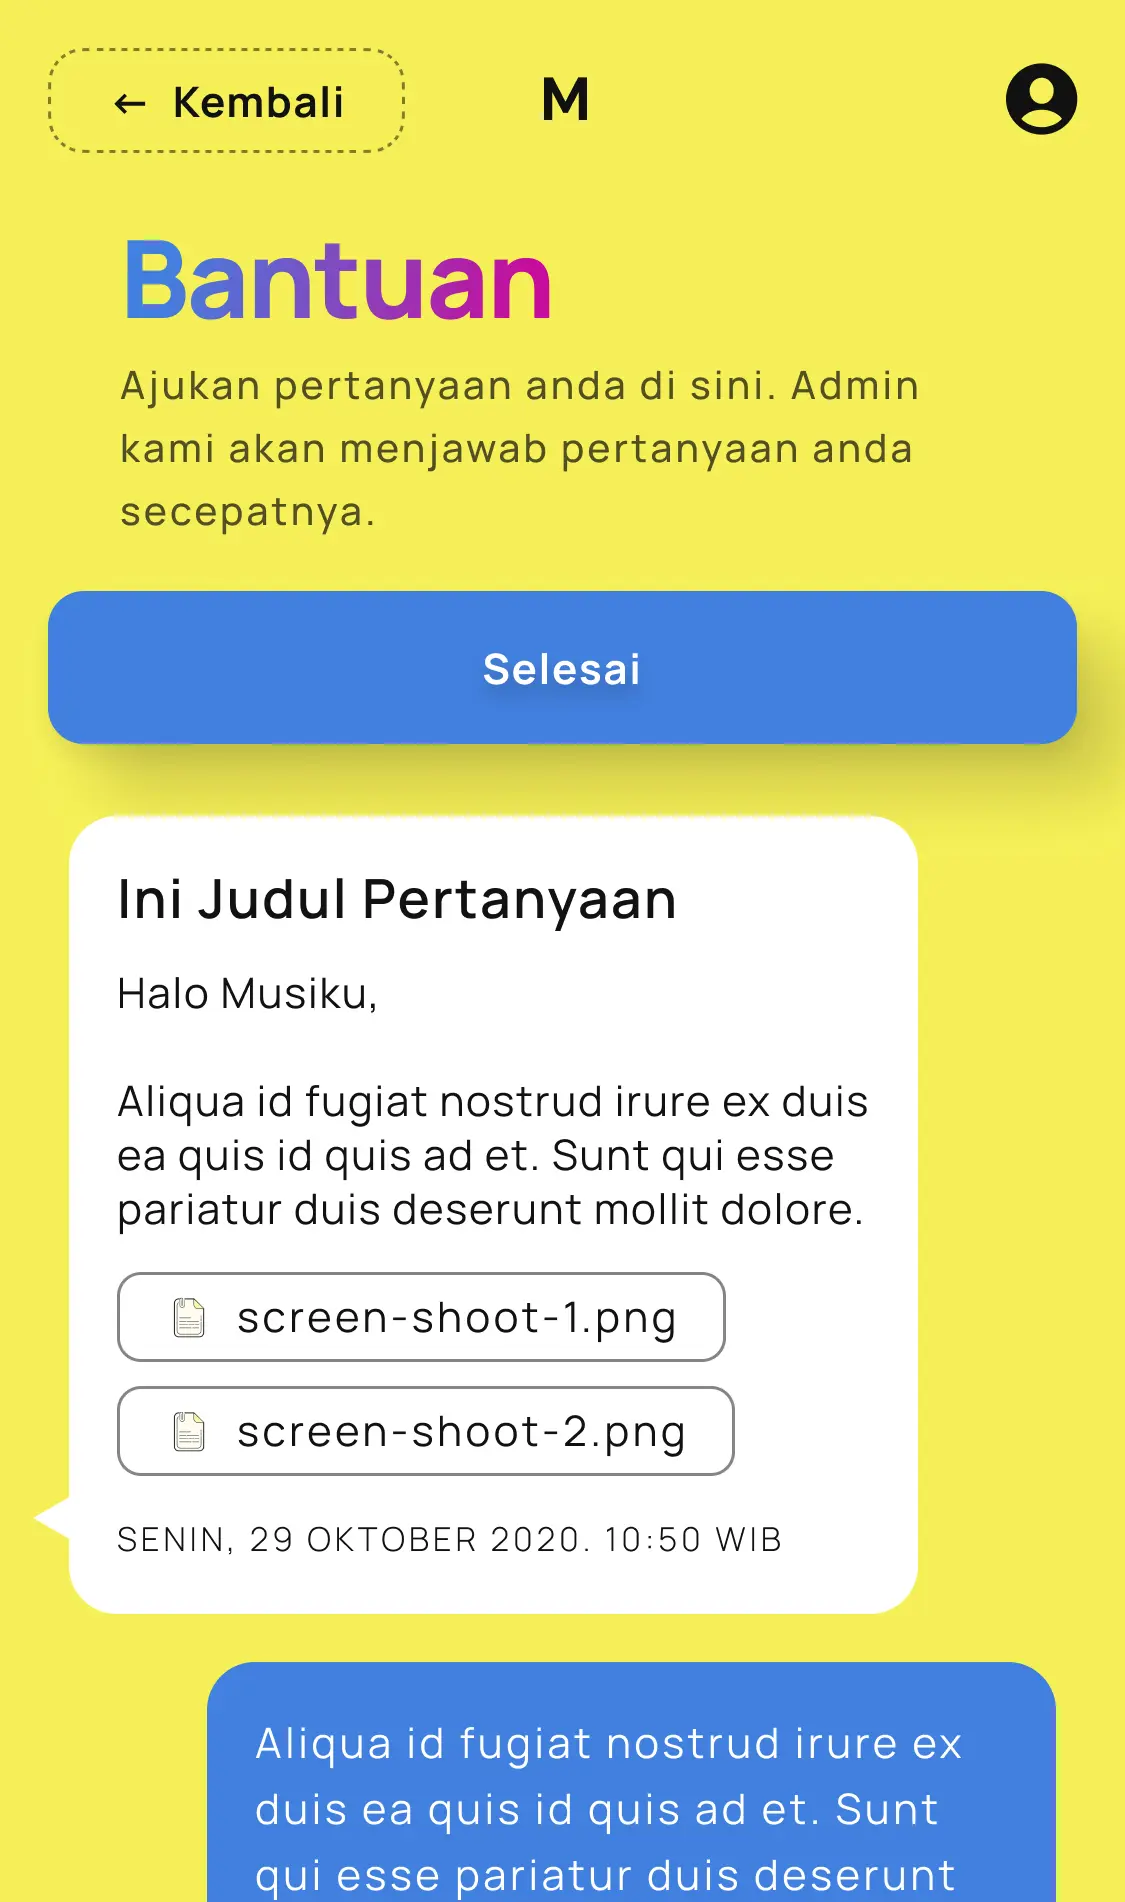 ← Kembali
M
Bantuan
Ajukan pertanyaan anda di sini. Admin
kami akan menjawab pertanyaan anda
secepatnya.
Selesai
Ini Judul Pertanyaan
Halo Musiku,
Aliqua id fugiat nostrud irure ex duis
ea quis id quis ad et. Sunt qui esse
pariatur duis deserunt mollit dolore.
screen-shoot-1.png
screen-shoot-2.png
SENIN, 29 OKTOBER 2020. 10:50 WIB
Aliqua id fugiat nostrud irure ex
duis ea quis id quis ad et. Sunt
qui esse pariatur duis deserunt